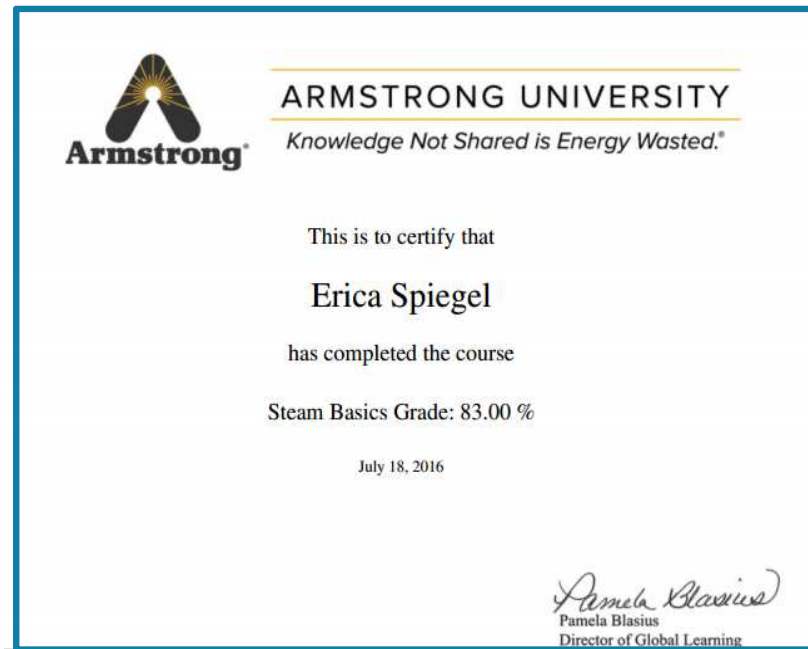 Armstrong®
ARMSTRONG UNIVERSITY
Knowledge Not Shared is Energy Wasted.®
This is to certify that
Erica Spiegel
has completed the course
Steam Basics Grade: 83.00 %
July 18, 2016
Pamela Blasius
Pamela Blasius
Director of Global Learning